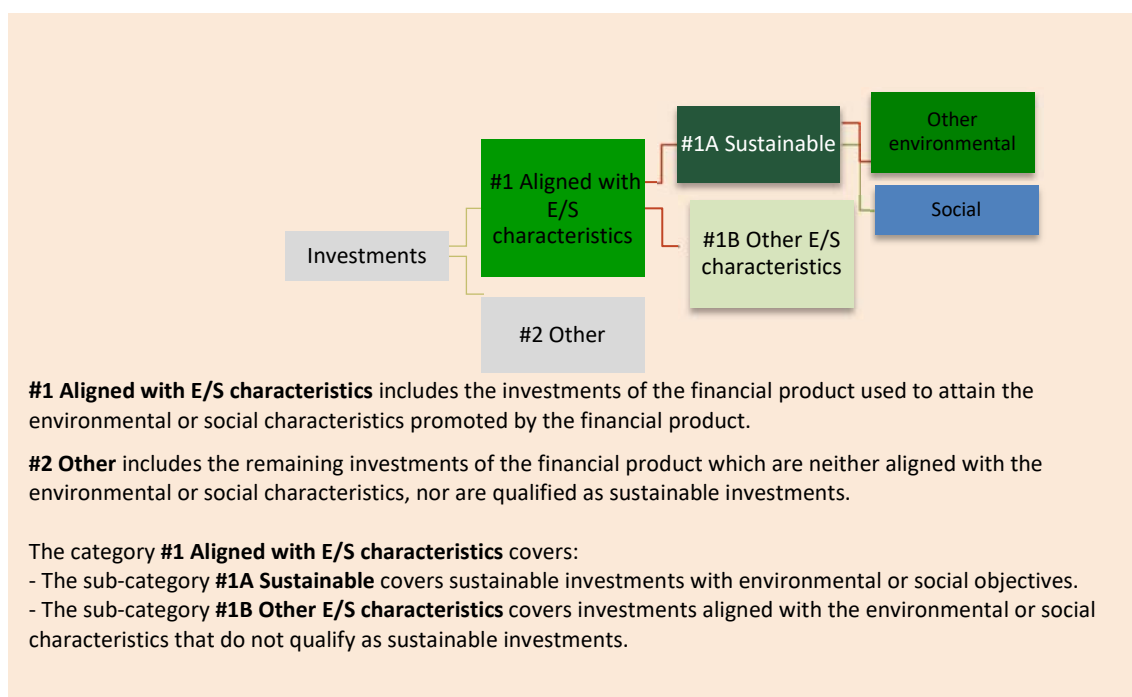 Other
environmental
#1A Sustainable
#1 Aligned with
E/S
characteristics
Social
#1B Other E/S
characteristics
Investments
#2 Other
#1 Aligned with E/S characteristics includes the investments of the financial product used to attain the
environmental or social characteristics promoted by the financial product.
#2 Other includes the remaining investments of the financial product which are neither aligned with the
environmental or social characteristics, nor are qualified as sustainable investments.
The category #1 Aligned with E/S characteristics covers:
- The sub-category #1A Sustainable covers sustainable investments with environmental or social objectives.
- The sub-category #1B Other E/S characteristics covers investments aligned with the environmental or social
characteristics that do not qualify as sustainable investments.